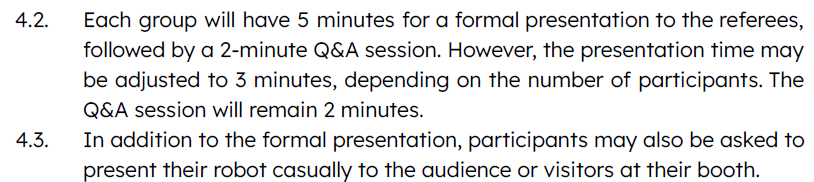 4.2. Each group will have 5 minutes for a formal presentation to the referees,
followed by a 2-minute Q&A session. However, the presentation time may
be adjusted to 3 minutes, depending on the number of participants. The
Q&A session will remain 2 minutes.
4.3. In addition to the formal presentation, participants may also be asked to
present their robot casually to the audience or visitors at their booth.